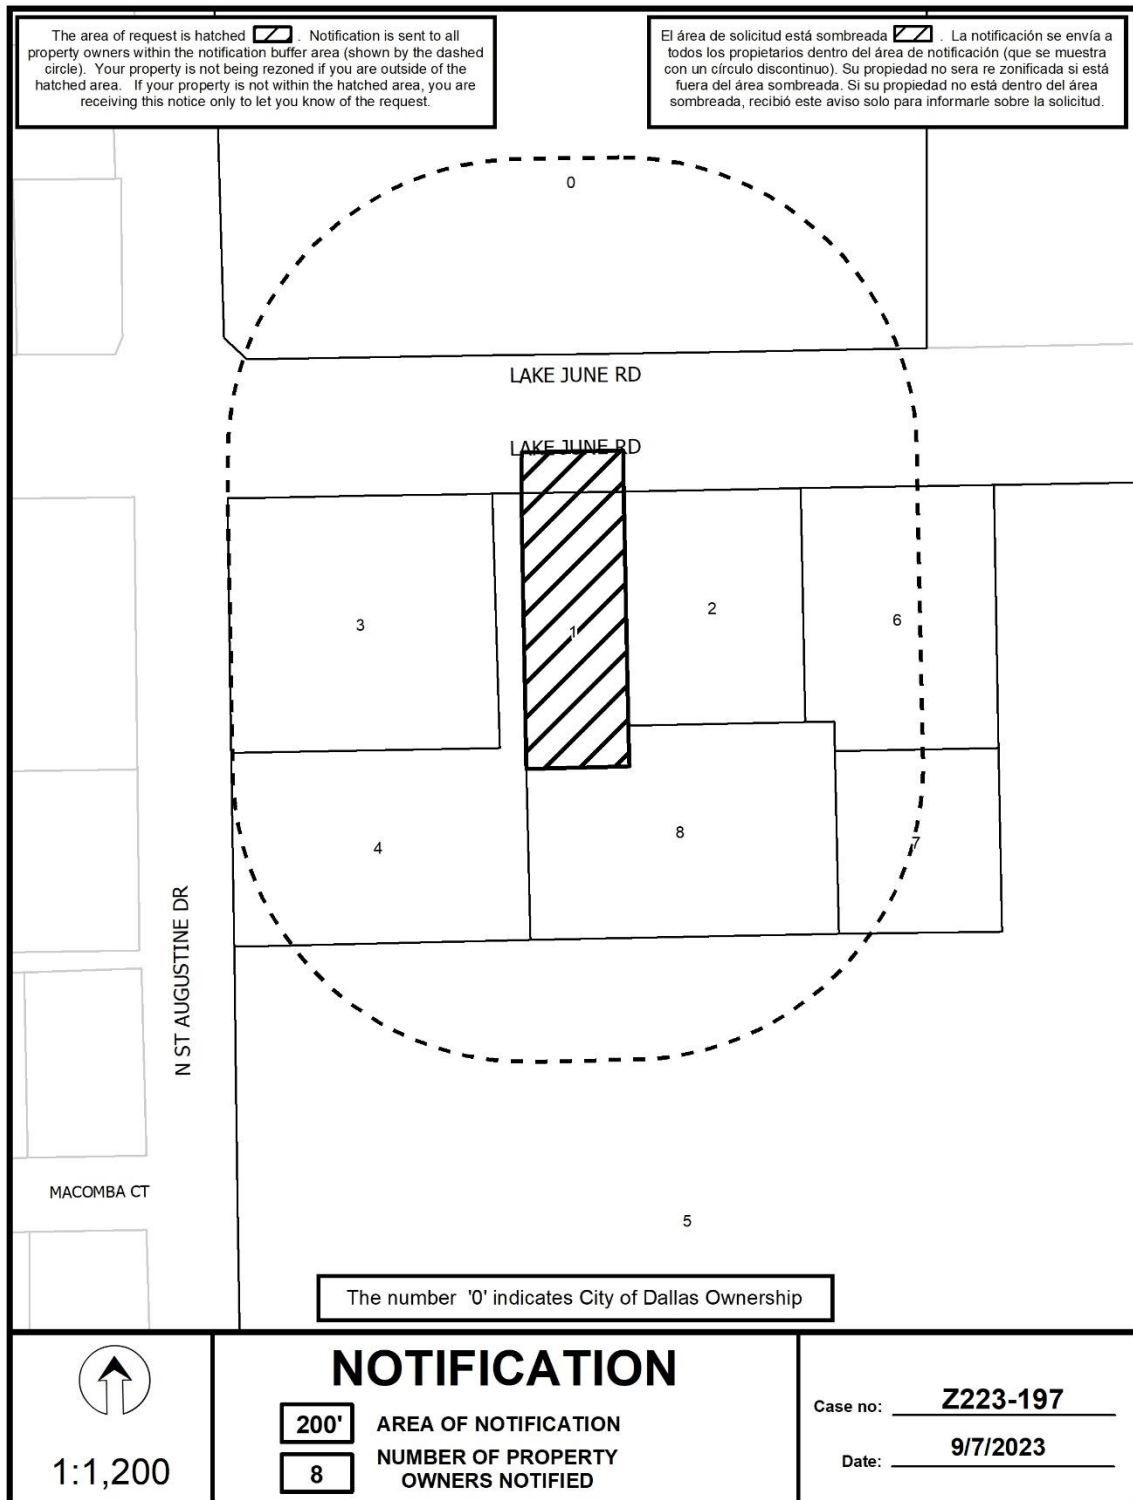 The area of request is hatched . Notification is sent to all
property owners within the notification buffer area (shown by the dashed
circle). Your property is not being rezoned if you are outside of the
hatched area. If your property is not within the hatched area, you are
receiving this notice only to let you know of the request.
El área de solicitud está sombreada . La notificación se envía a
todos los propietarios dentro del área de notificación (que se muestra
con un círculo discontinuo). Su propiedad no sera re zonificada si está
fuera del área sombreada. Si su propiedad no está dentro del área
sombreada, recibió este aviso solo para informarle sobre la solicitud.
0
LAKE JUNE RD
LAKE JUNE RD
3
1
2
6
4
8
7
N ST AUGUSTINE DR
MACOMBA CT
5
The number '0' indicates City of Dallas Ownership
1:1,200
NOTIFICATION
200' AREA OF NOTIFICATION
8 NUMBER OF PROPERTY
OWNERS NOTIFIED
Case no: Z223-197
Date: 9/7/2023